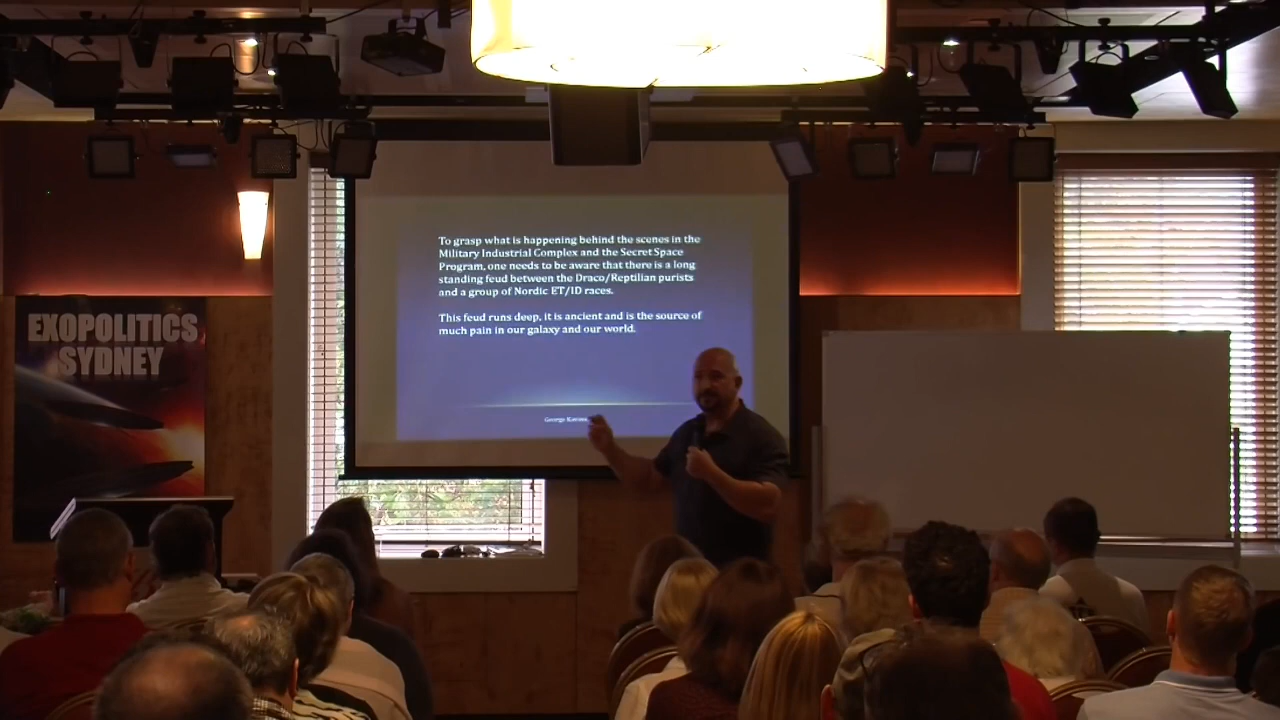 EXOPOLITICS
SYDNEY
To grasp what is happening behind the scenes in the
Military Industrial Complex and the Secret Space
Program, one needs to be aware that there is a long
standing feud between the Draco/Reptilian purists
and a group of Nordic ET/ID races.
This feud runs deep, it is ancient and is the source of
much pain in our galaxy and our world.
George